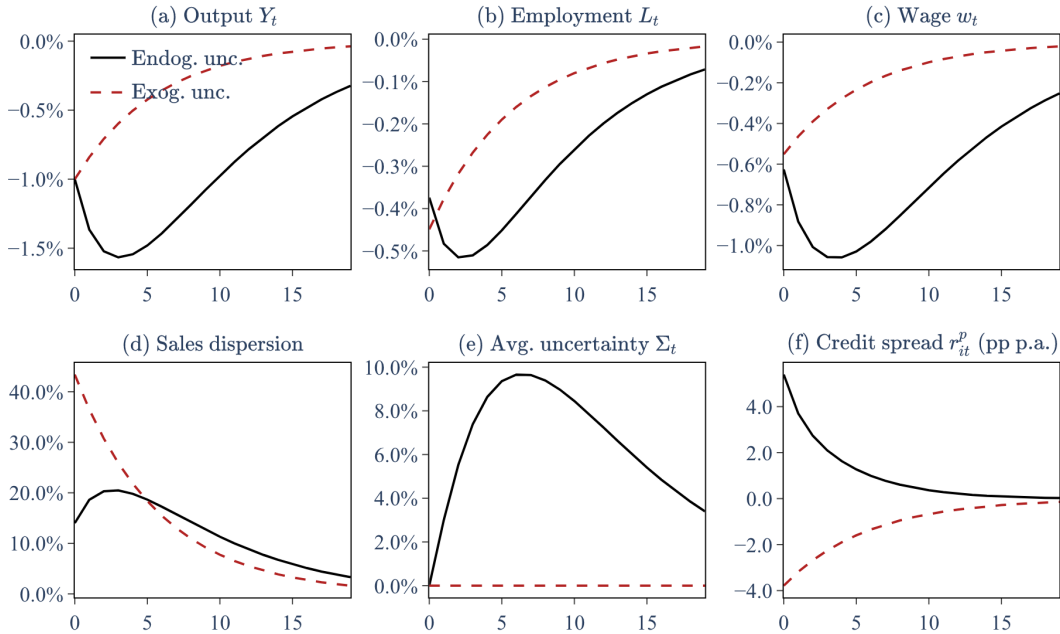 (a) Output Y_t
0.0%
−0.5%
−1.0%
−1.5%
Endog. unc.
Exog. unc.
0 5 10 15
(b) Employment L_t
0.0%
−0.1%
−0.2%
−0.3%
−0.4%
−0.5%
0 5 10 15
(c) Wage w_t
0.0%
−0.2%
−0.4%
−0.6%
−0.8%
−1.0%
0 5 10 15
(d) Sales dispersion
40.0%
30.0%
20.0%
10.0%
0.0%
0 5 10 15
(e) Avg. uncertainty Σ_t
10.0%
8.0%
6.0%
4.0%
2.0%
0.0%
0 5 10 15
(f) Credit spread r_{it}^p (pp p.a.)
4.0
2.0
0.0
−2.0
−4.0
0 5 10 15